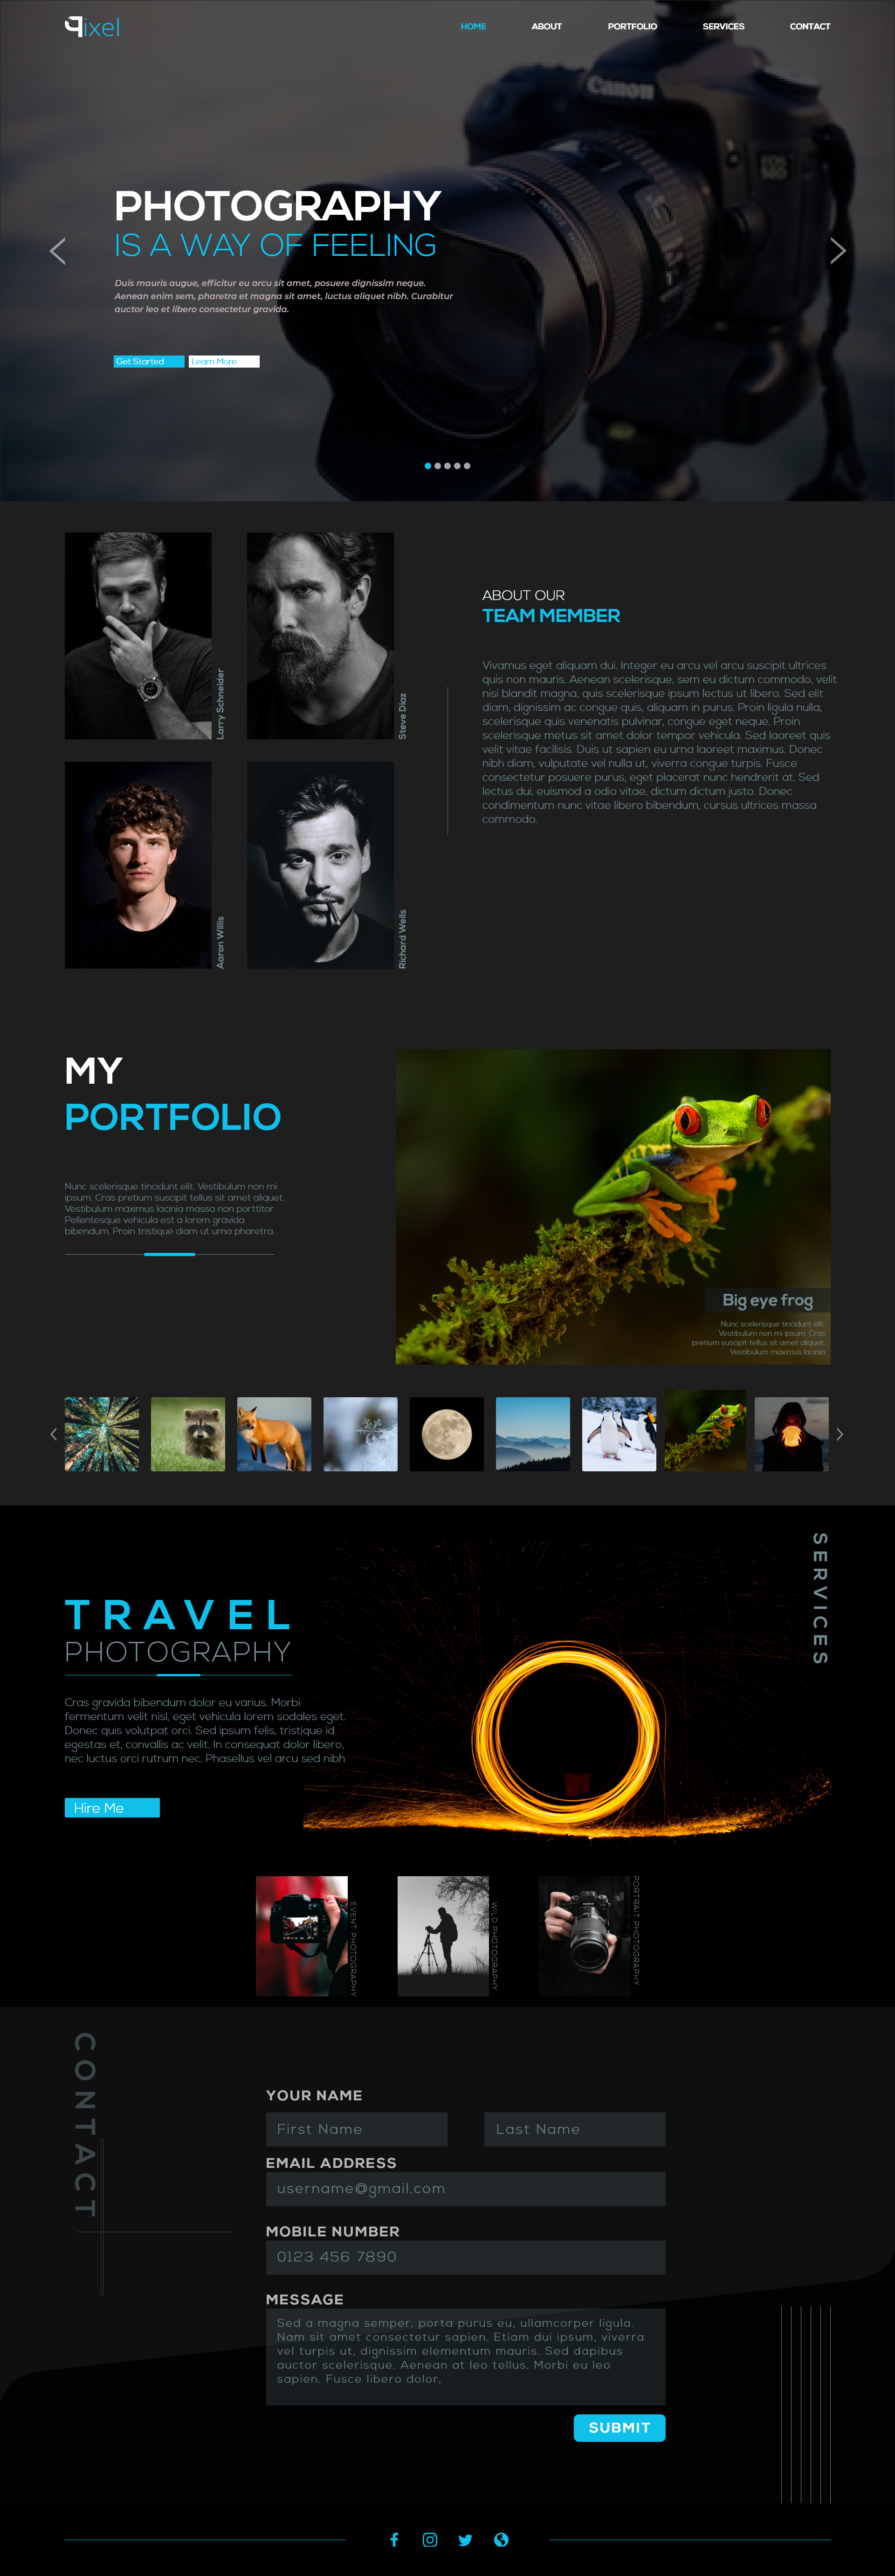 Pixel
HOME ABOUT PORTFOLIO SERVICES CONTACT
Canon
PHOTOGRAPHY
IS A WAY OF FEELING
Duis mauris augue, efficitur eu arcu sit amet, posuere dignissim neque.
Aenean enim sem, pharetra et magna sit amet, luctus aliquet nibh. Curabitur
auctor leo et libero consectetur gravida.
Get Started Learn More
Larry Schneider
Steve Diaz
Aaron Willis
Richard Wells
ABOUT OUR
TEAM MEMBER
Vivamus eget aliquam dui. Integer eu arcu vel arcu suscipit ultrices
quis non mauris. Aenean scelerisque, sem eu dictum commodo, velit
nisi blandit magna, quis scelerisque ipsum lectus ut libero. Sed elit
diam, dignissim ac congue quis, aliquam in purus. Proin ligula nulla,
scelerisque quis venenatis pulvinar, congue eget neque. Proin
scelerisque metus sit amet dolor tempor vehicula. Sed laoreet quis
velit vitae facilisis. Duis ut sapien eu urna laoreet maximus. Donec
nibh diam, vulputate vel nulla ut, viverra congue turpis. Fusce
consectetur posuere purus, eget placerat nunc hendrerit at. Sed
lectus dui, euismod a odio vitae, dictum dictum justo. Donec
condimentum nunc vitae libero bibendum, cursus ultrices massa
commodo.
MY
PORTFOLIO
Nunc scelerisque tincidunt elit. Vestibulum non mi
ipsum. Cras pretium suscipit tellus sit amet aliquet.
Vestibulum maximus lacinia massa non porttitor.
Pellentesque vehicula est a lorem gravida
bibendum. Proin tristique diam ut urna pharetra.
Big eye frog
Nunc scelerisque tincidunt elit.
Vestibulum non mi ipsum. Cras
pretium suscipit tellus sit amet aliquet.
Vestibulum maximus lacinia
SERVICES
TRAVEL
PHOTOGRAPHY
Cras gravida bibendum dolor eu varius. Morbi
fermentum velit nisl, eget vehicula lorem sodales eget.
Donec quis volutpat orci. Sed ipsum felis, tristique id
egestas et, convallis ac velit. In consequat dolor libero,
nec luctus orci rutrum nec. Phasellus vel arcu sed nibh
Hire Me
EVENT PHOTOGRAPHY
WILD PHOTOGRAPHY
PORTRAIT PHOTOGRAPHY
CONTACT
YOUR NAME
First Name Last Name
EMAIL ADDRESS
username@gmail.com
MOBILE NUMBER
0123 456 7890
MESSAGE
Sed a magna semper, porta purus eu, ullamcorper ligula.
Nam sit amet consectetur sapien. Etiam dui ipsum, viverra
vel turpis ut, dignissim elementum mauris. Sed dapibus
auctor scelerisque. Aenean at leo tellus. Morbi eu leo
sapien. Fusce libero dolor,
SUBMIT